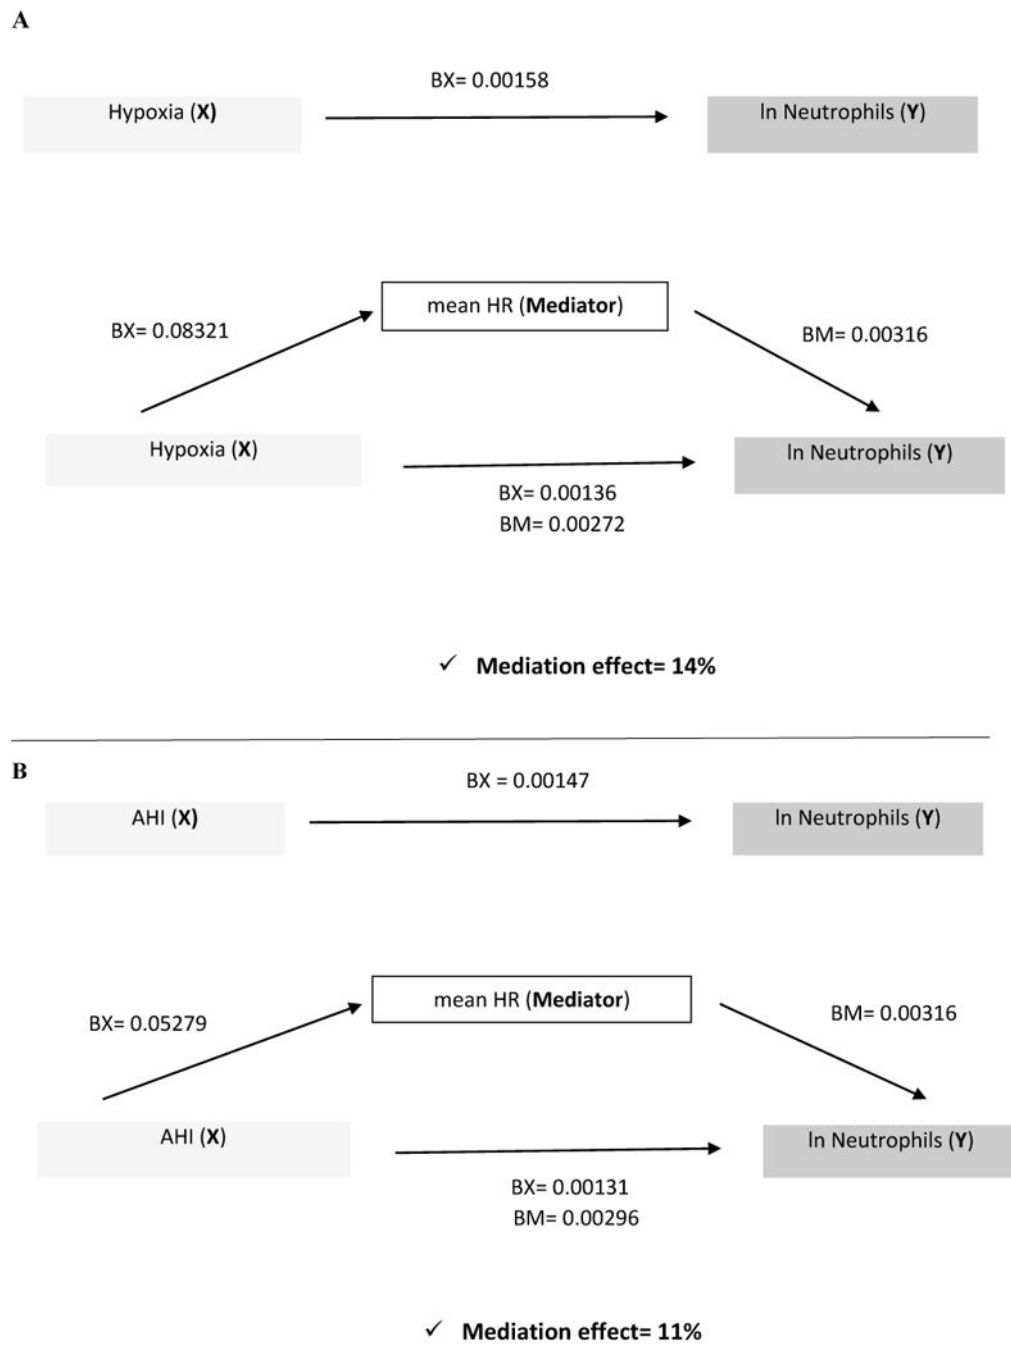 A
BX= 0.00158
Hypoxia (X)
ln Neutrophils (Y)
mean HR (Mediator)
BX= 0.08321
BM= 0.00316
Hypoxia (X)
ln Neutrophils (Y)
BX= 0.00136
BM= 0.00272
✓ Mediation effect= 14%
B
BX = 0.00147
AHI (X)
ln Neutrophils (Y)
mean HR (Mediator)
BX= 0.05279
BM= 0.00316
AHI (X)
ln Neutrophils (Y)
BX= 0.00131
BM= 0.00296
✓ Mediation effect= 11%